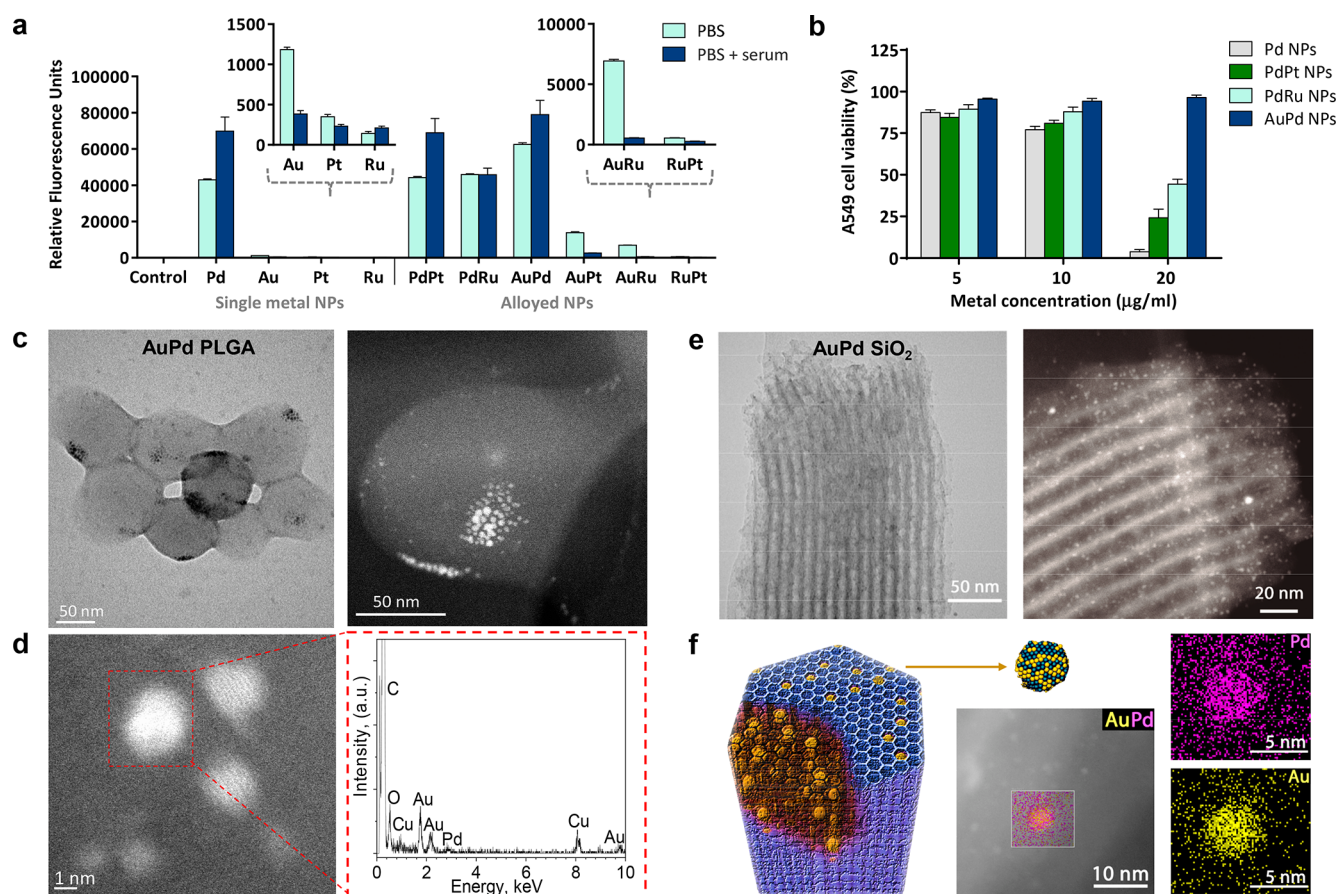 a
Relative Fluorescence Units
100000
80000
60000
40000
20000
0
1500
1000
500
0
Au Pt Ru
10000
5000
0
AuRu RuPt
PBS
PBS + serum
Control Pd Au Pt Ru PdPt PdRu AuPd AuPt AuRu RuPt
Single metal NPs Alloyed NPs
b
A549 cell viability (%)
125
100
75
50
25
0
5 10 20
Metal concentration (µg/ml)
Pd NPs
PdPt NPs
PdRu NPs
AuPd NPs
c
AuPd PLGA
50 nm
50 nm
d
1 nm
Intensity, (a.u.)
C
O
Cu
Au
Au
Pd
Cu
Au
0 2 4 6 8 10
Energy, keV
e
AuPd SiO₂
50 nm
20 nm
f
AuPd
10 nm
Pd
5 nm
Au
5 nm